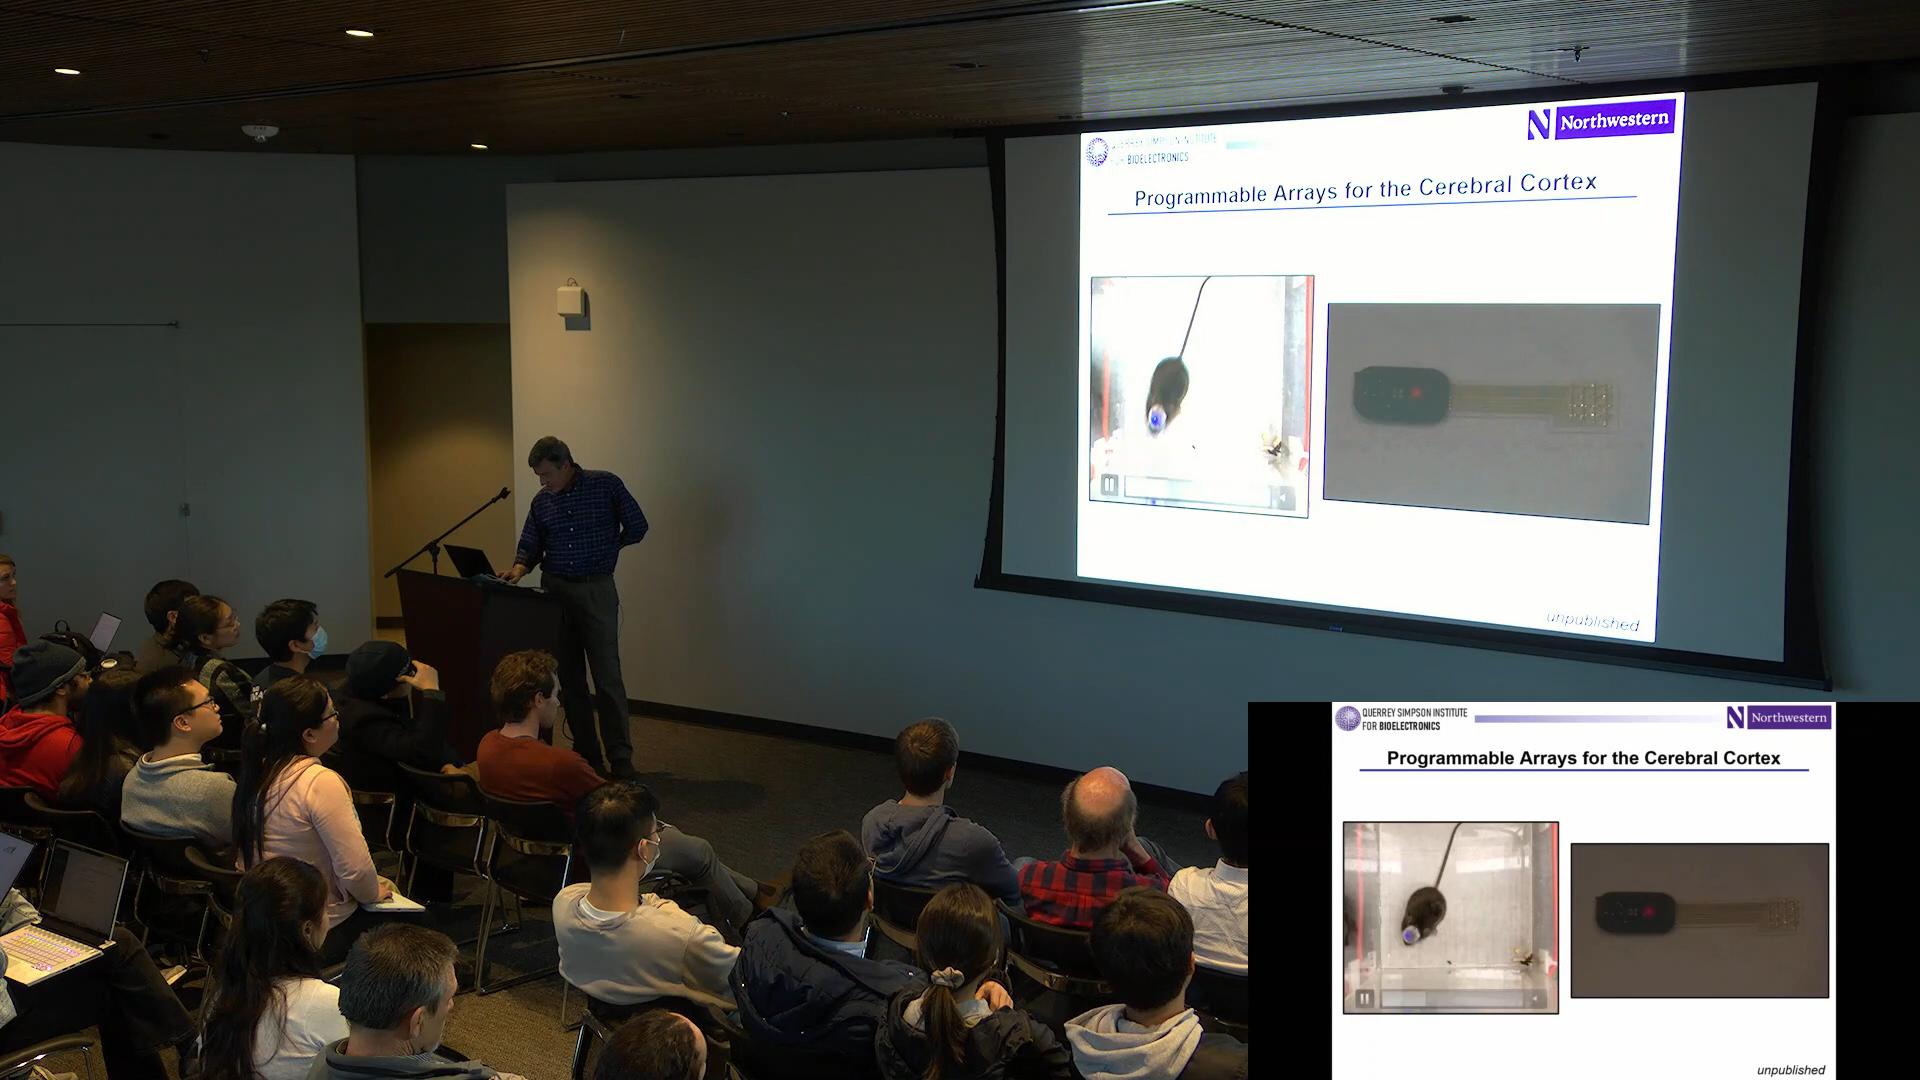 QUERREY SIMPSON INSTITUTE
FOR BIOELECTRONICS
Northwestern
Programmable Arrays for the Cerebral Cortex
unpublished
QUERREY SIMPSON INSTITUTE
FOR BIOELECTRONICS
Northwestern
Programmable Arrays for the Cerebral Cortex
unpublished